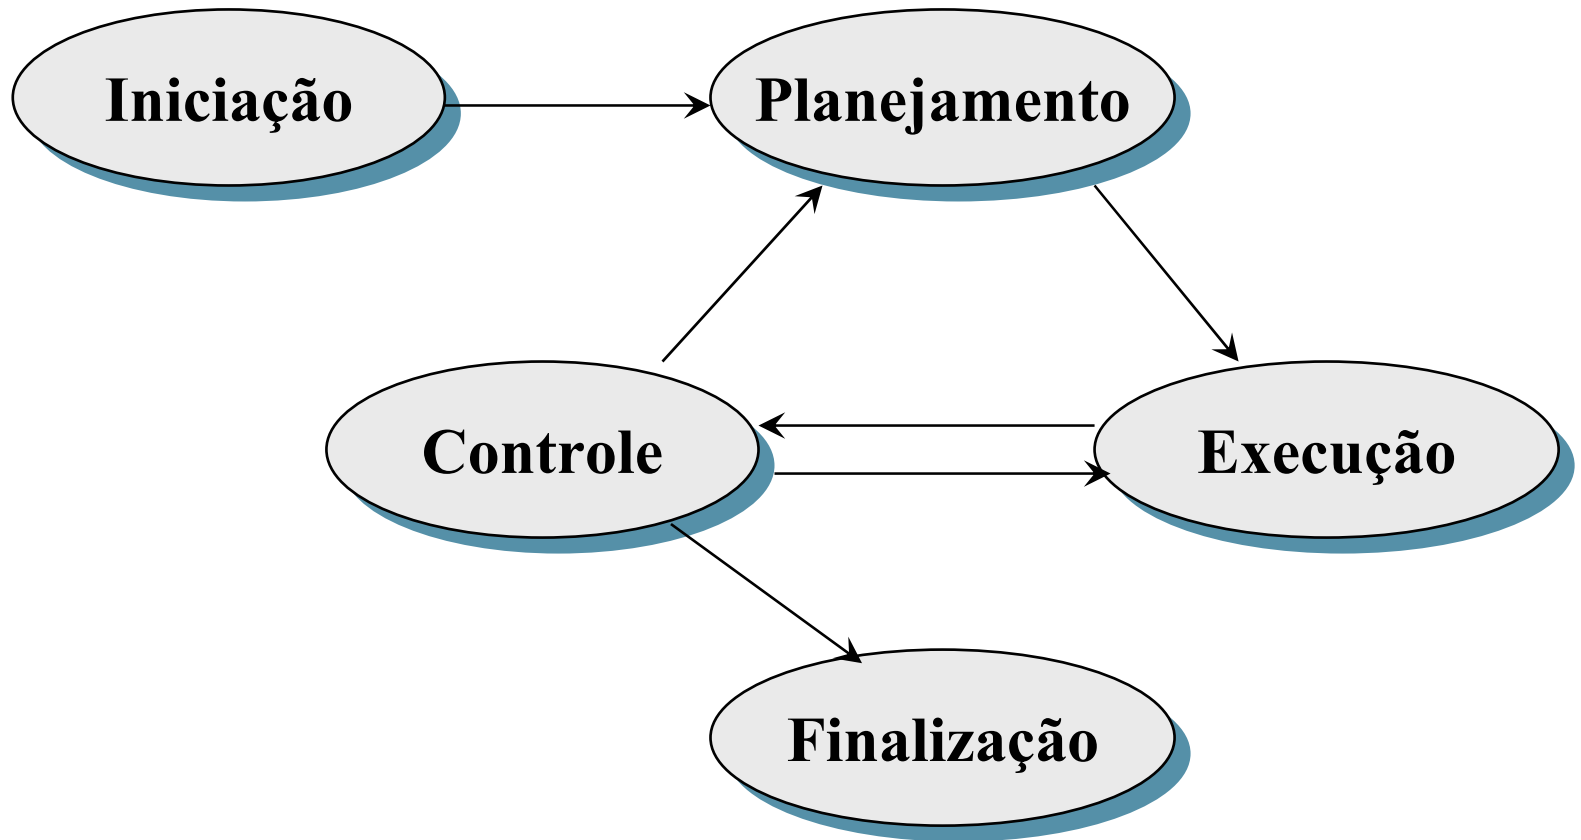 Iniciação
Planejamento
Controle
Execução
Finalização